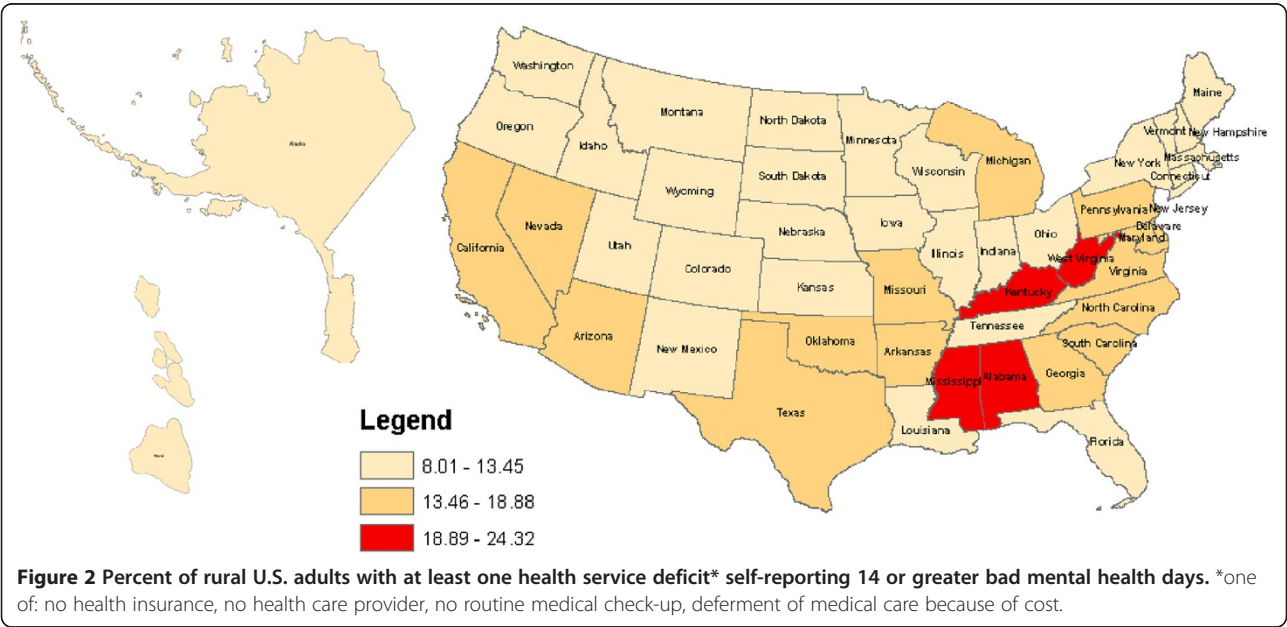 Washington
Montana
North Dakota
Minnesota
Maine
Oregon
Idaho
Vermont
New Hampshire
Wisconsin
Michigan
New York
Massachusetts
Connecticut
South Dakota
Wyoming
Alaska
Iowa
Pennsylvania
New Jersey
Nevada
Nebraska
Ohio
Delaware
Maryland
California
Utah
Illinois
Indiana
West Virginia
Virginia
Colorado
Kansas
Missouri
Kentucky
North Carolina
Tennessee
Arizona
New Mexico
Oklahoma
Arkansas
South Carolina
Mississippi
Alabama
Georgia
Texas
Louisiana
Florida
Legend
8.01 - 13.45
13.46 - 18.88
18.89 - 24.32
Figure 2 Percent of rural U.S. adults with at least one health service deficit* self-reporting 14 or greater bad mental health days. *one
of: no health insurance, no health care provider, no routine medical check-up, deferment of medical care because of cost.